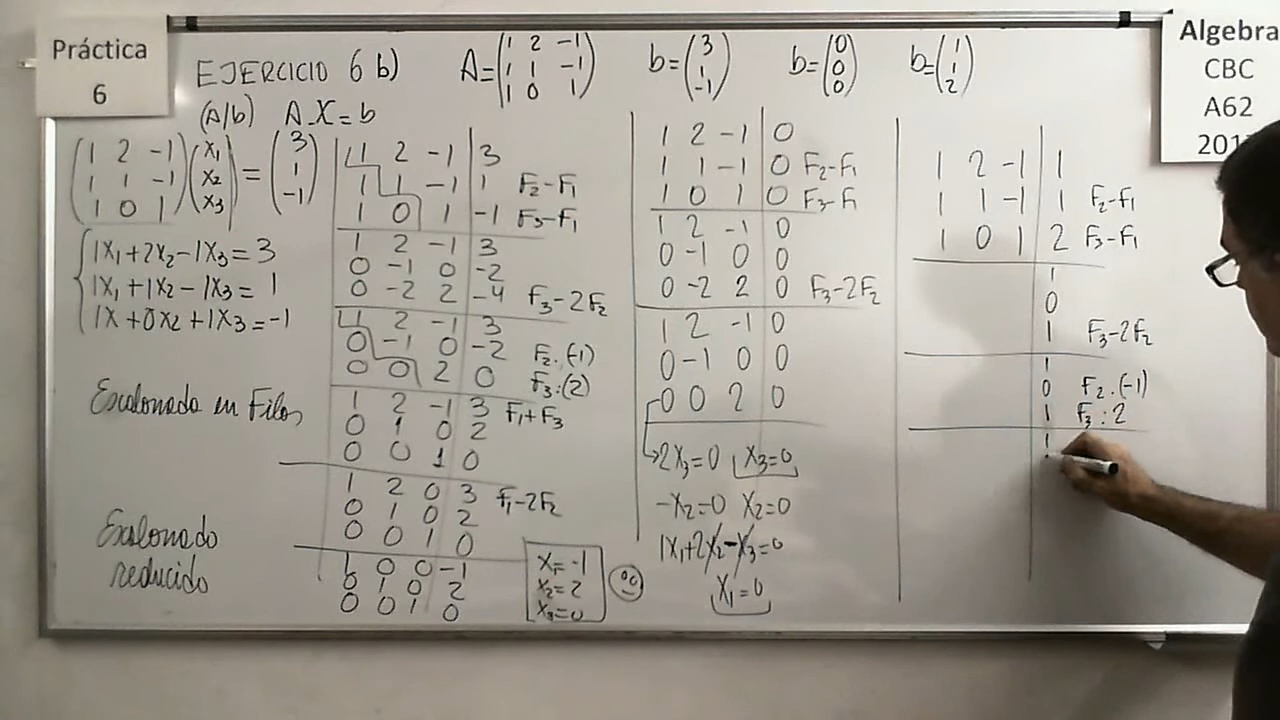 Práctica
6
EJERCICIO 6 b)
A = (1 2 -1
1 1 -1
1 0 1)
b = (3
1
-1)
b = (0
0
0)
b = (1
1
2)
Algebra
CBC
A62
(A/b) A.X = b
(1 2 -1
1 1 -1
1 0 1) (x1
x2
x3) = (3
1
-1)
1x1+2x2-1x3=3
1x1+1x2-1x3=1
1x+0x2+1x3=-1
Escalonada en Filas
Escalonado
reducido
1 2 -1 | 3
1 1 -1 | 1 F2-F1
1 0 1 | -1 F3-F1
1 2 -1 | 3
0 -1 0 | -2
0 -2 2 | -4 F3-2F2
1 2 -1 | 3
0 -1 0 | -2 F2.(-1)
0 0 2 | 0 F3:(2)
1 2 -1 | 3 F1+F3
0 1 0 | 2
0 0 1 | 0
1 2 0 | 3 F1-2F2
0 1 0 | 2
0 0 1 | 0
1 0 0 | -1
0 1 0 | 2
0 0 1 | 0
x1=-1
x2=2
x3=0
1 2 -1 | 0
1 1 -1 | 0 F2-F1
1 0 1 | 0 F3-F1
1 2 -1 | 0
0 -1 0 | 0
0 -2 2 | 0 F3-2F2
1 2 -1 | 0
0 -1 0 | 0
0 0 2 | 0
2x3=0 x3=0
-x2=0 x2=0
1x1+2x2-x3=0
x1=0
1 2 -1 | 1
1 1 -1 | 1 F2-F1
1 0 1 | 2 F3-F1
1
0
1 F3-2F2
1
0 F2.(-1)
1 F3:2
1